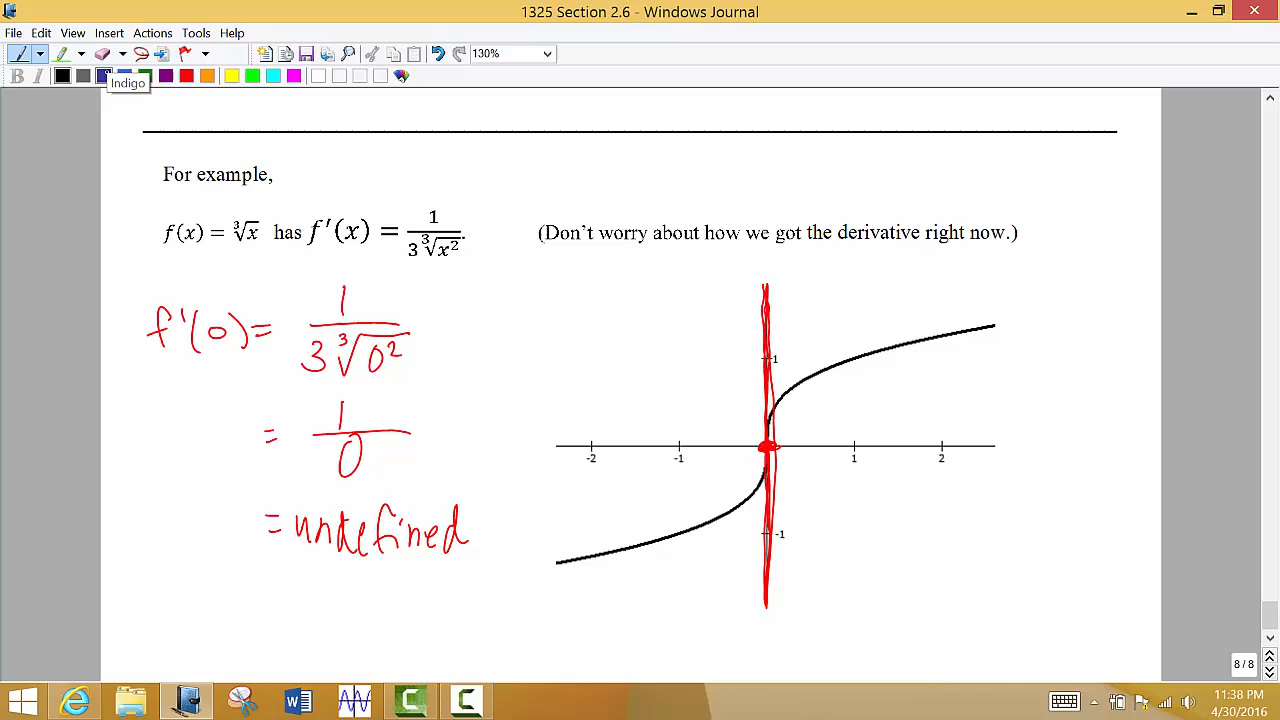 1325 Section 2.6 - Windows Journal
File Edit View Insert Actions Tools Help
130%
B I
Indigo
For example,
f(x) = ∛x has f′(x) = 1/(3∛x²). (Don't worry about how we got the derivative right now.)
f'(0) = 1/(3∛0²)
= 1/0
= undefined
1
-2 -1 1 2
-1
8 / 8
11:38 PM
4/30/2016